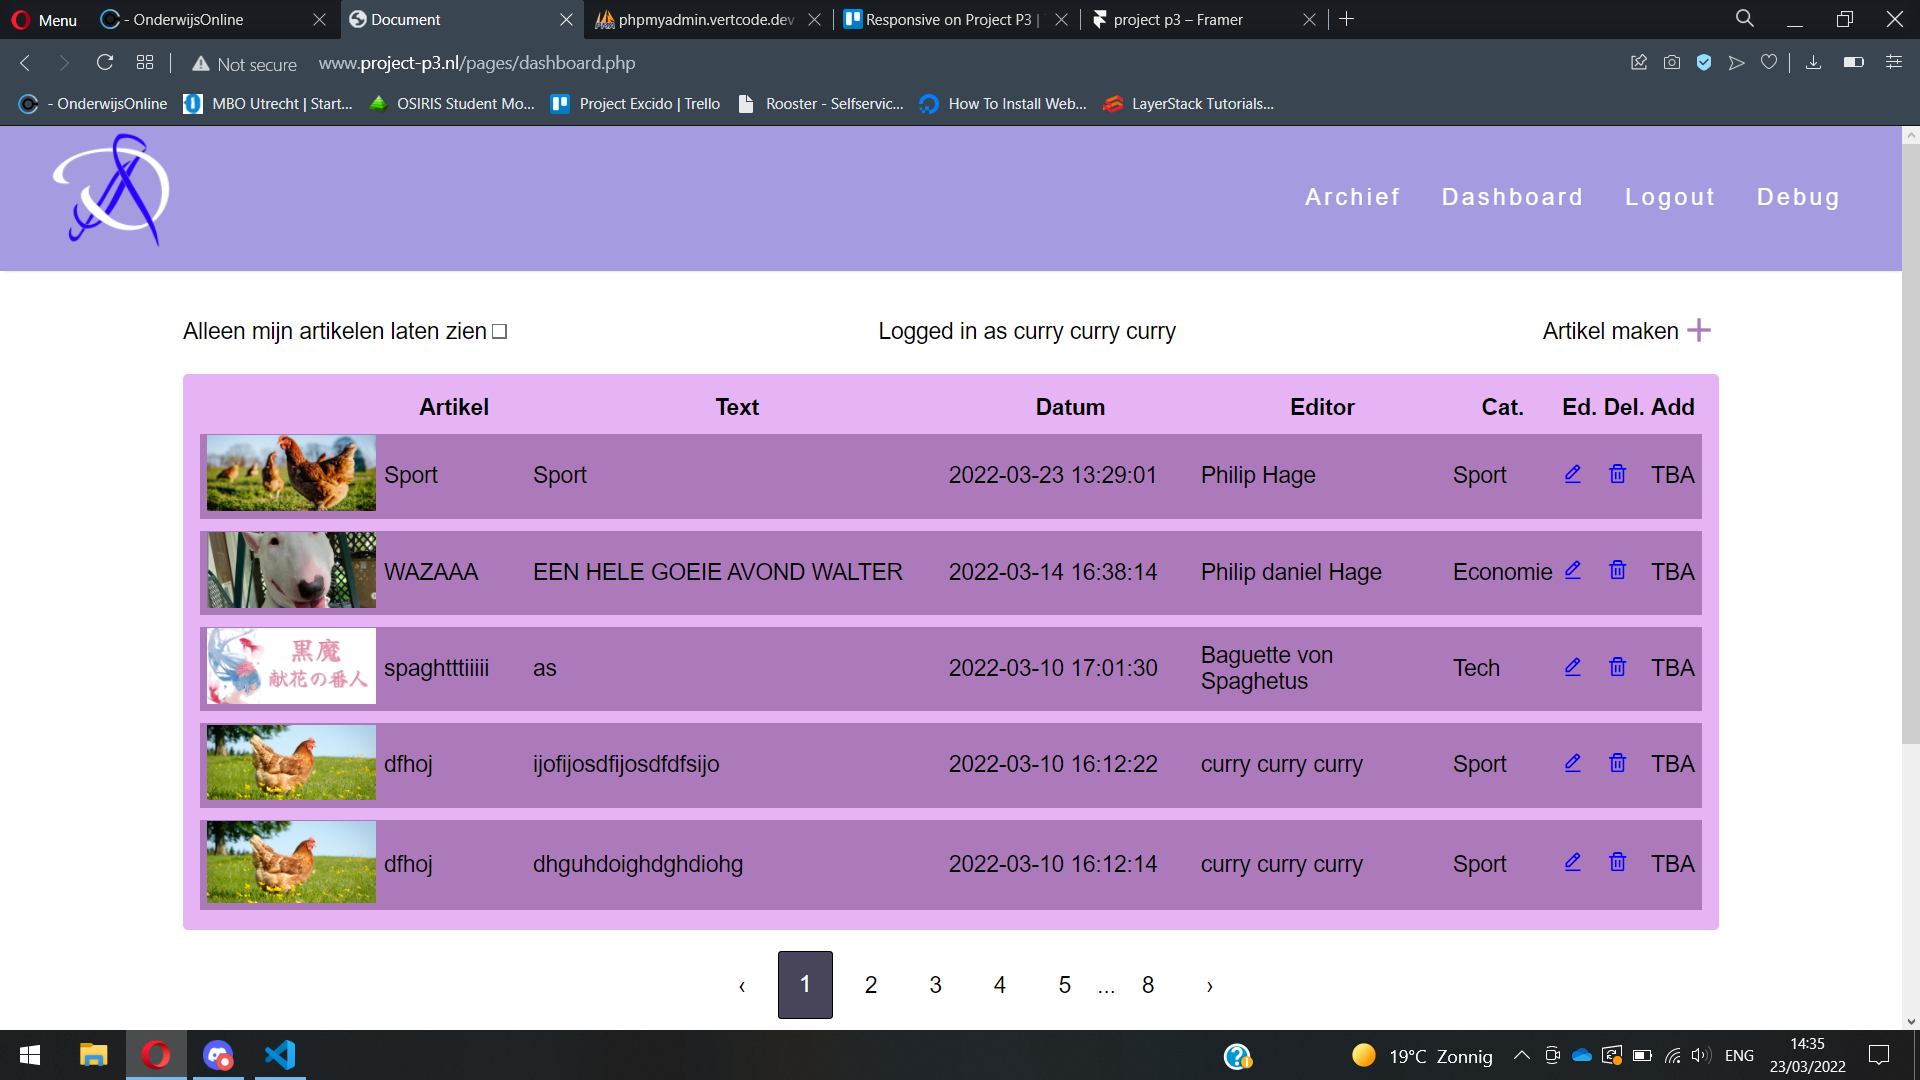 Menu
- OnderwijsOnline
Document
phpmyadmin.vertcode.dev
Responsive on Project P3 |
project p3 – Framer
Not secure
www.project-p3.nl/pages/dashboard.php
- OnderwijsOnline
MBO Utrecht | Start...
OSIRIS Student Mo...
Project Excido | Trello
Rooster - Selfservic...
How To Install Web...
LayerStack Tutorials...
Archief
Dashboard
Logout
Debug
Alleen mijn artikelen laten zien
Logged in as curry curry curry
Artikel maken
Artikel Text Datum Editor Cat. Ed. Del. Add
Sport Sport 2022-03-23 13:29:01 Philip Hage Sport TBA
WAZAAA EEN HELE GOEIE AVOND WALTER 2022-03-14 16:38:14 Philip daniel Hage Economie TBA
黒魔
献花の番人
spaghtttiiiii as 2022-03-10 17:01:30 Baguette von
Spaghetus Tech TBA
dfhoj ijofijosdfijosdfdfsijo 2022-03-10 16:12:22 curry curry curry Sport TBA
dfhoj dhguhdoighdghdiohg 2022-03-10 16:12:14 curry curry curry Sport TBA
‹ 1 2 3 4 5 ... 8 ›
19°C Zonnig
ENG
14:35
23/03/2022